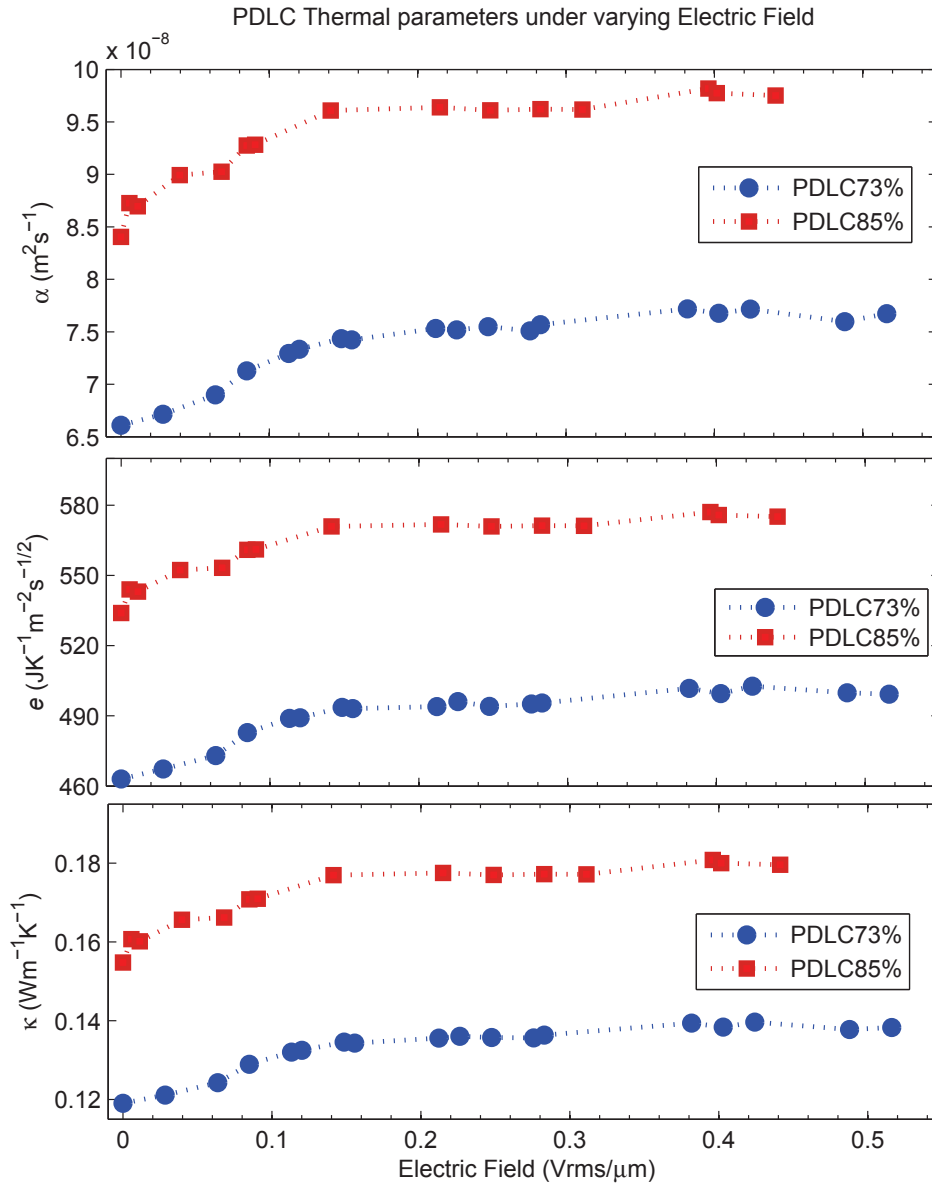 PDLC Thermal parameters under varying Electric Field
x 10−8
10
9.5
9
8.5
8
7.5
7
6.5
α (m2s−1)
PDLC73%
PDLC85%
580
550
520
490
460
e (JK−1m−2s−1/2)
PDLC73%
PDLC85%
0.18
0.16
0.14
0.12
κ (Wm−1K−1)
PDLC73%
PDLC85%
0 0.1 0.2 0.3 0.4 0.5
Electric Field (Vrms/μm)